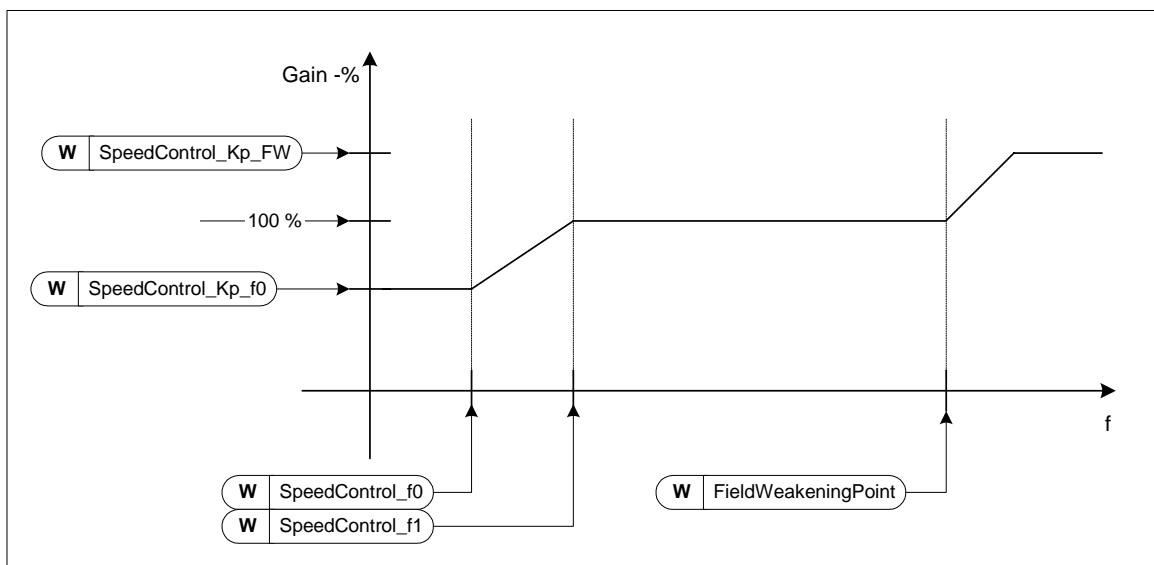 Gain -%
W SpeedControl_Kp_FW
100 %
W SpeedControl_Kp_f0
f
W SpeedControl_f0
W FieldWeakeningPoint
W SpeedControl_f1